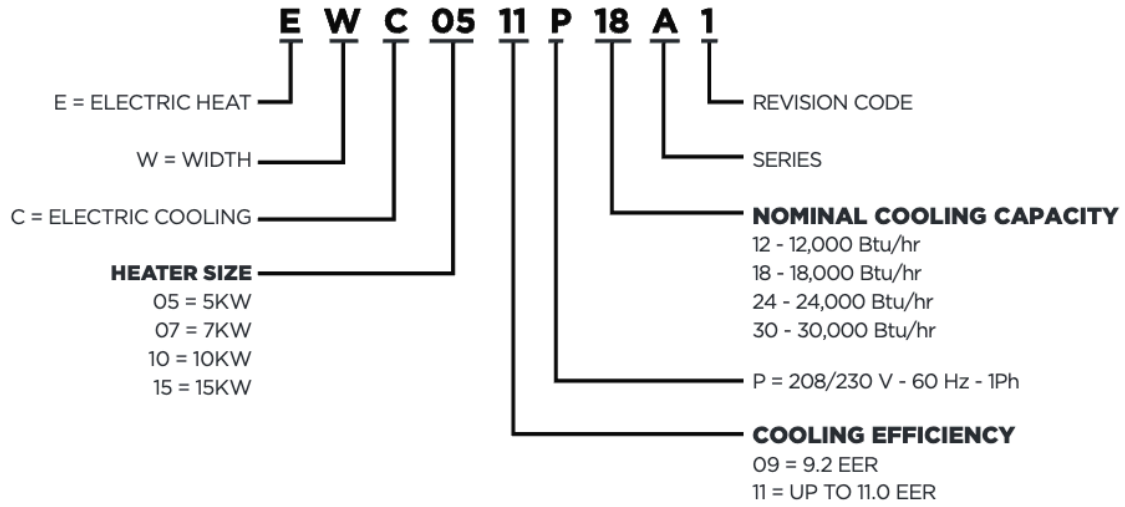 E W C 05 11 P 18 A 1
E = ELECTRIC HEAT
W = WIDTH
C = ELECTRIC COOLING
HEATER SIZE
05 = 5KW
07 = 7KW
10 = 10KW
15 = 15KW
REVISION CODE
SERIES
NOMINAL COOLING CAPACITY
12 - 12,000 Btu/hr
18 - 18,000 Btu/hr
24 - 24,000 Btu/hr
30 - 30,000 Btu/hr
P = 208/230 V - 60 Hz - 1Ph
COOLING EFFICIENCY
09 = 9.2 EER
11 = UP TO 11.0 EER